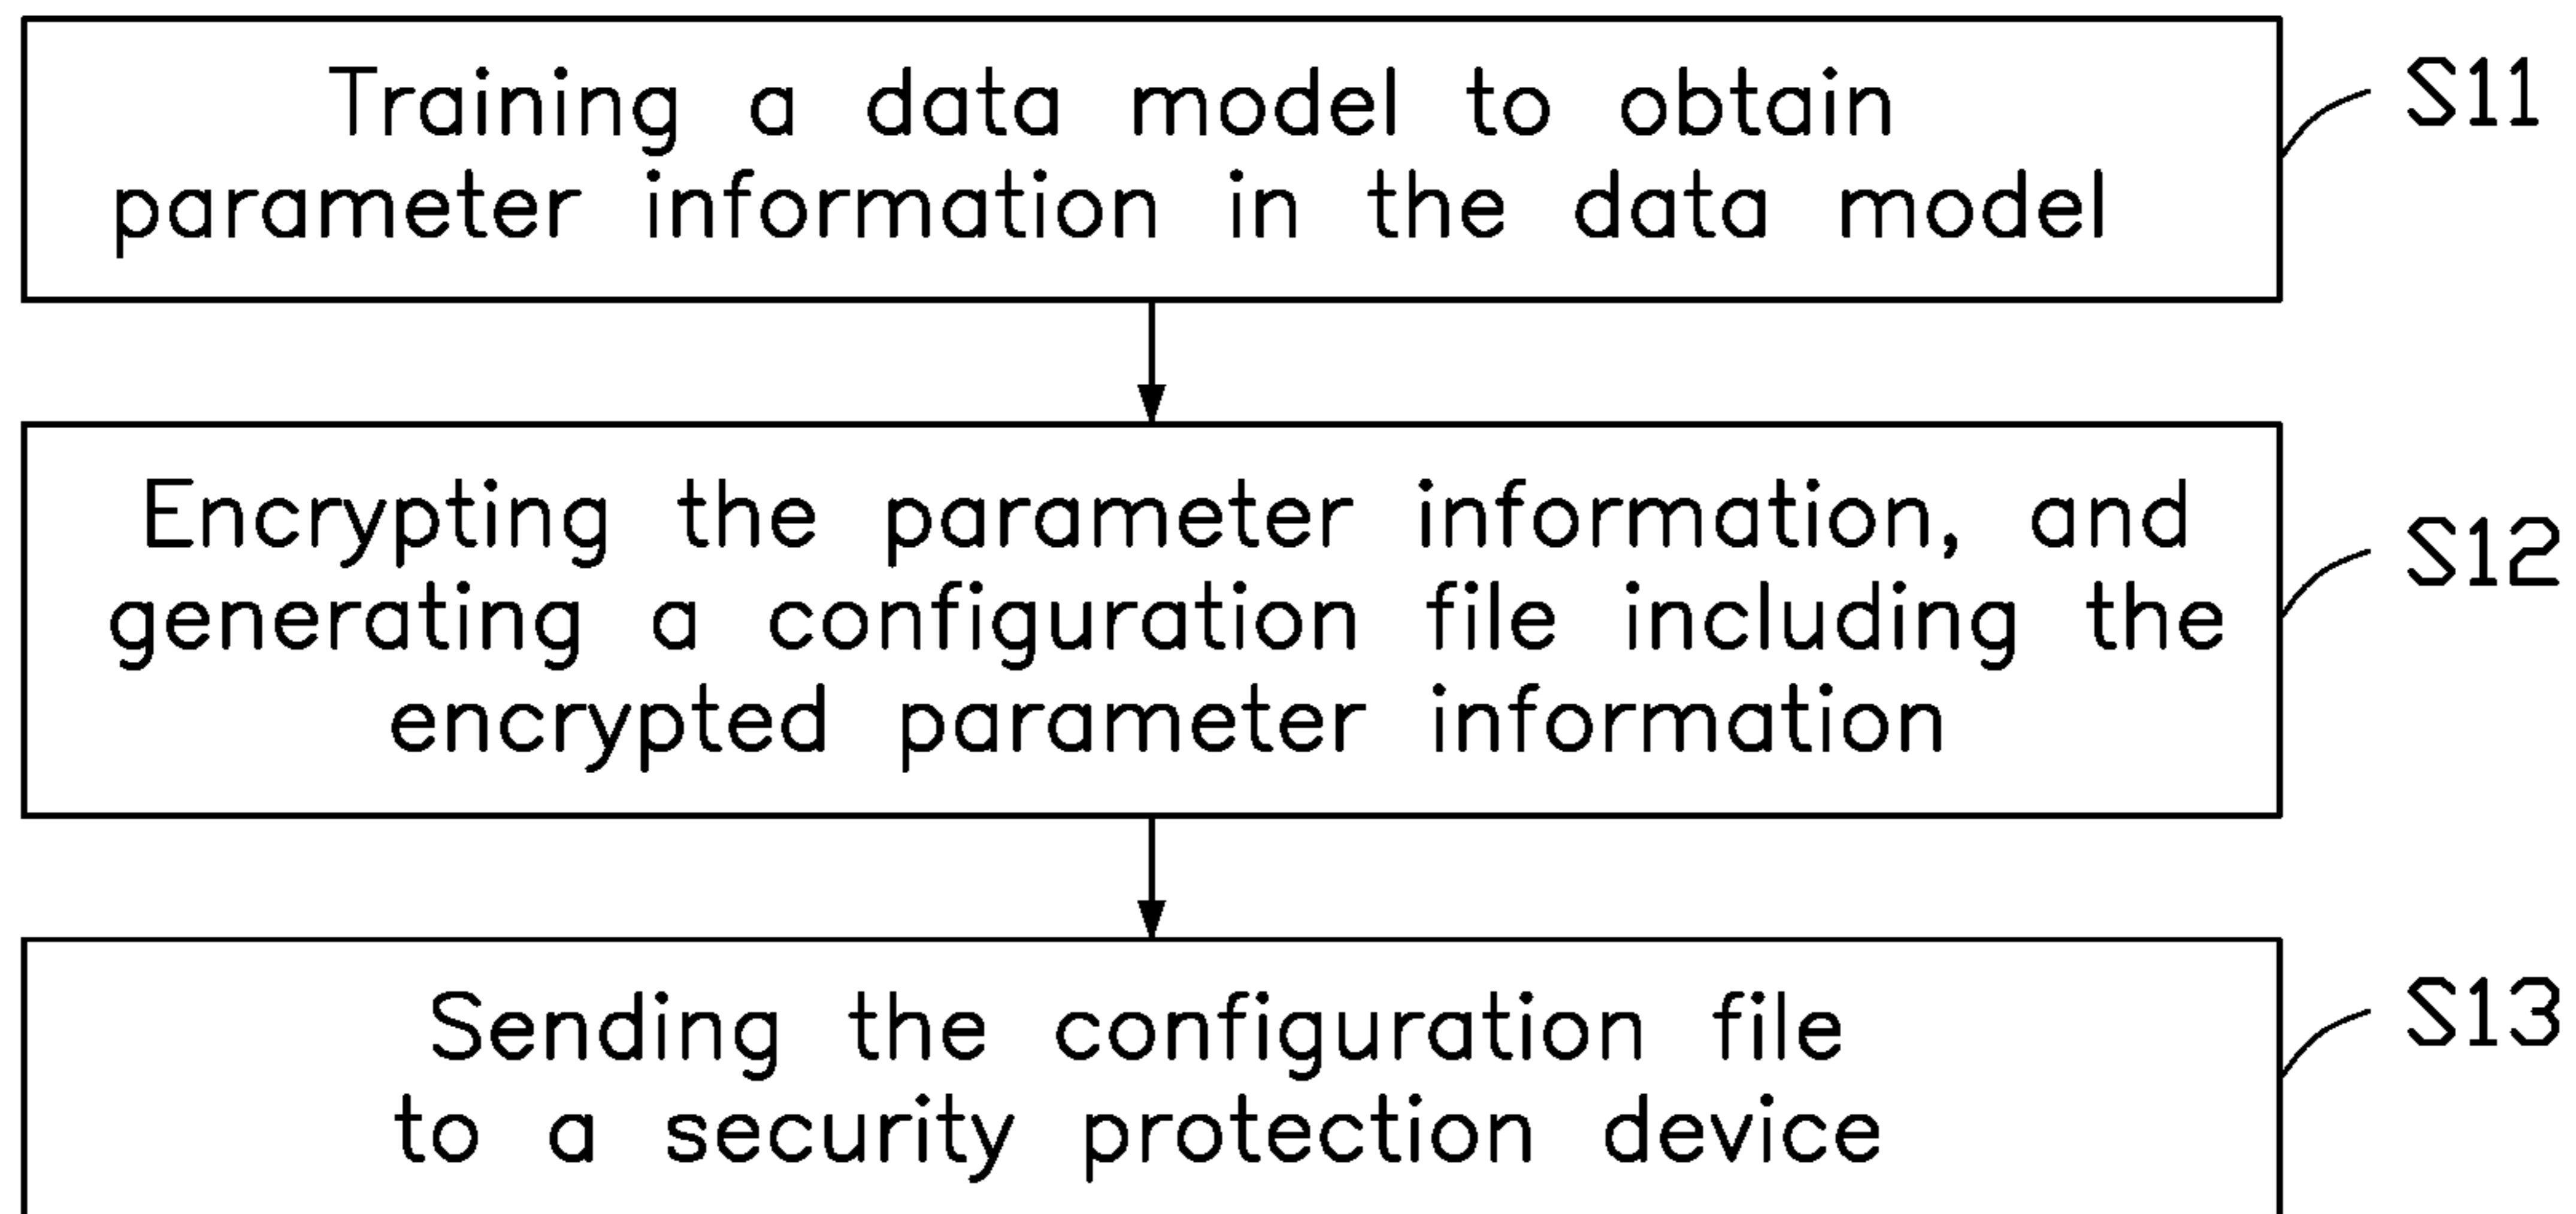 Training a data model to obtain
parameter information in the data model
S11
Encrypting the parameter information, and
generating a configuration file including the
encrypted parameter information
S12
Sending the configuration file
to a security protection device
S13